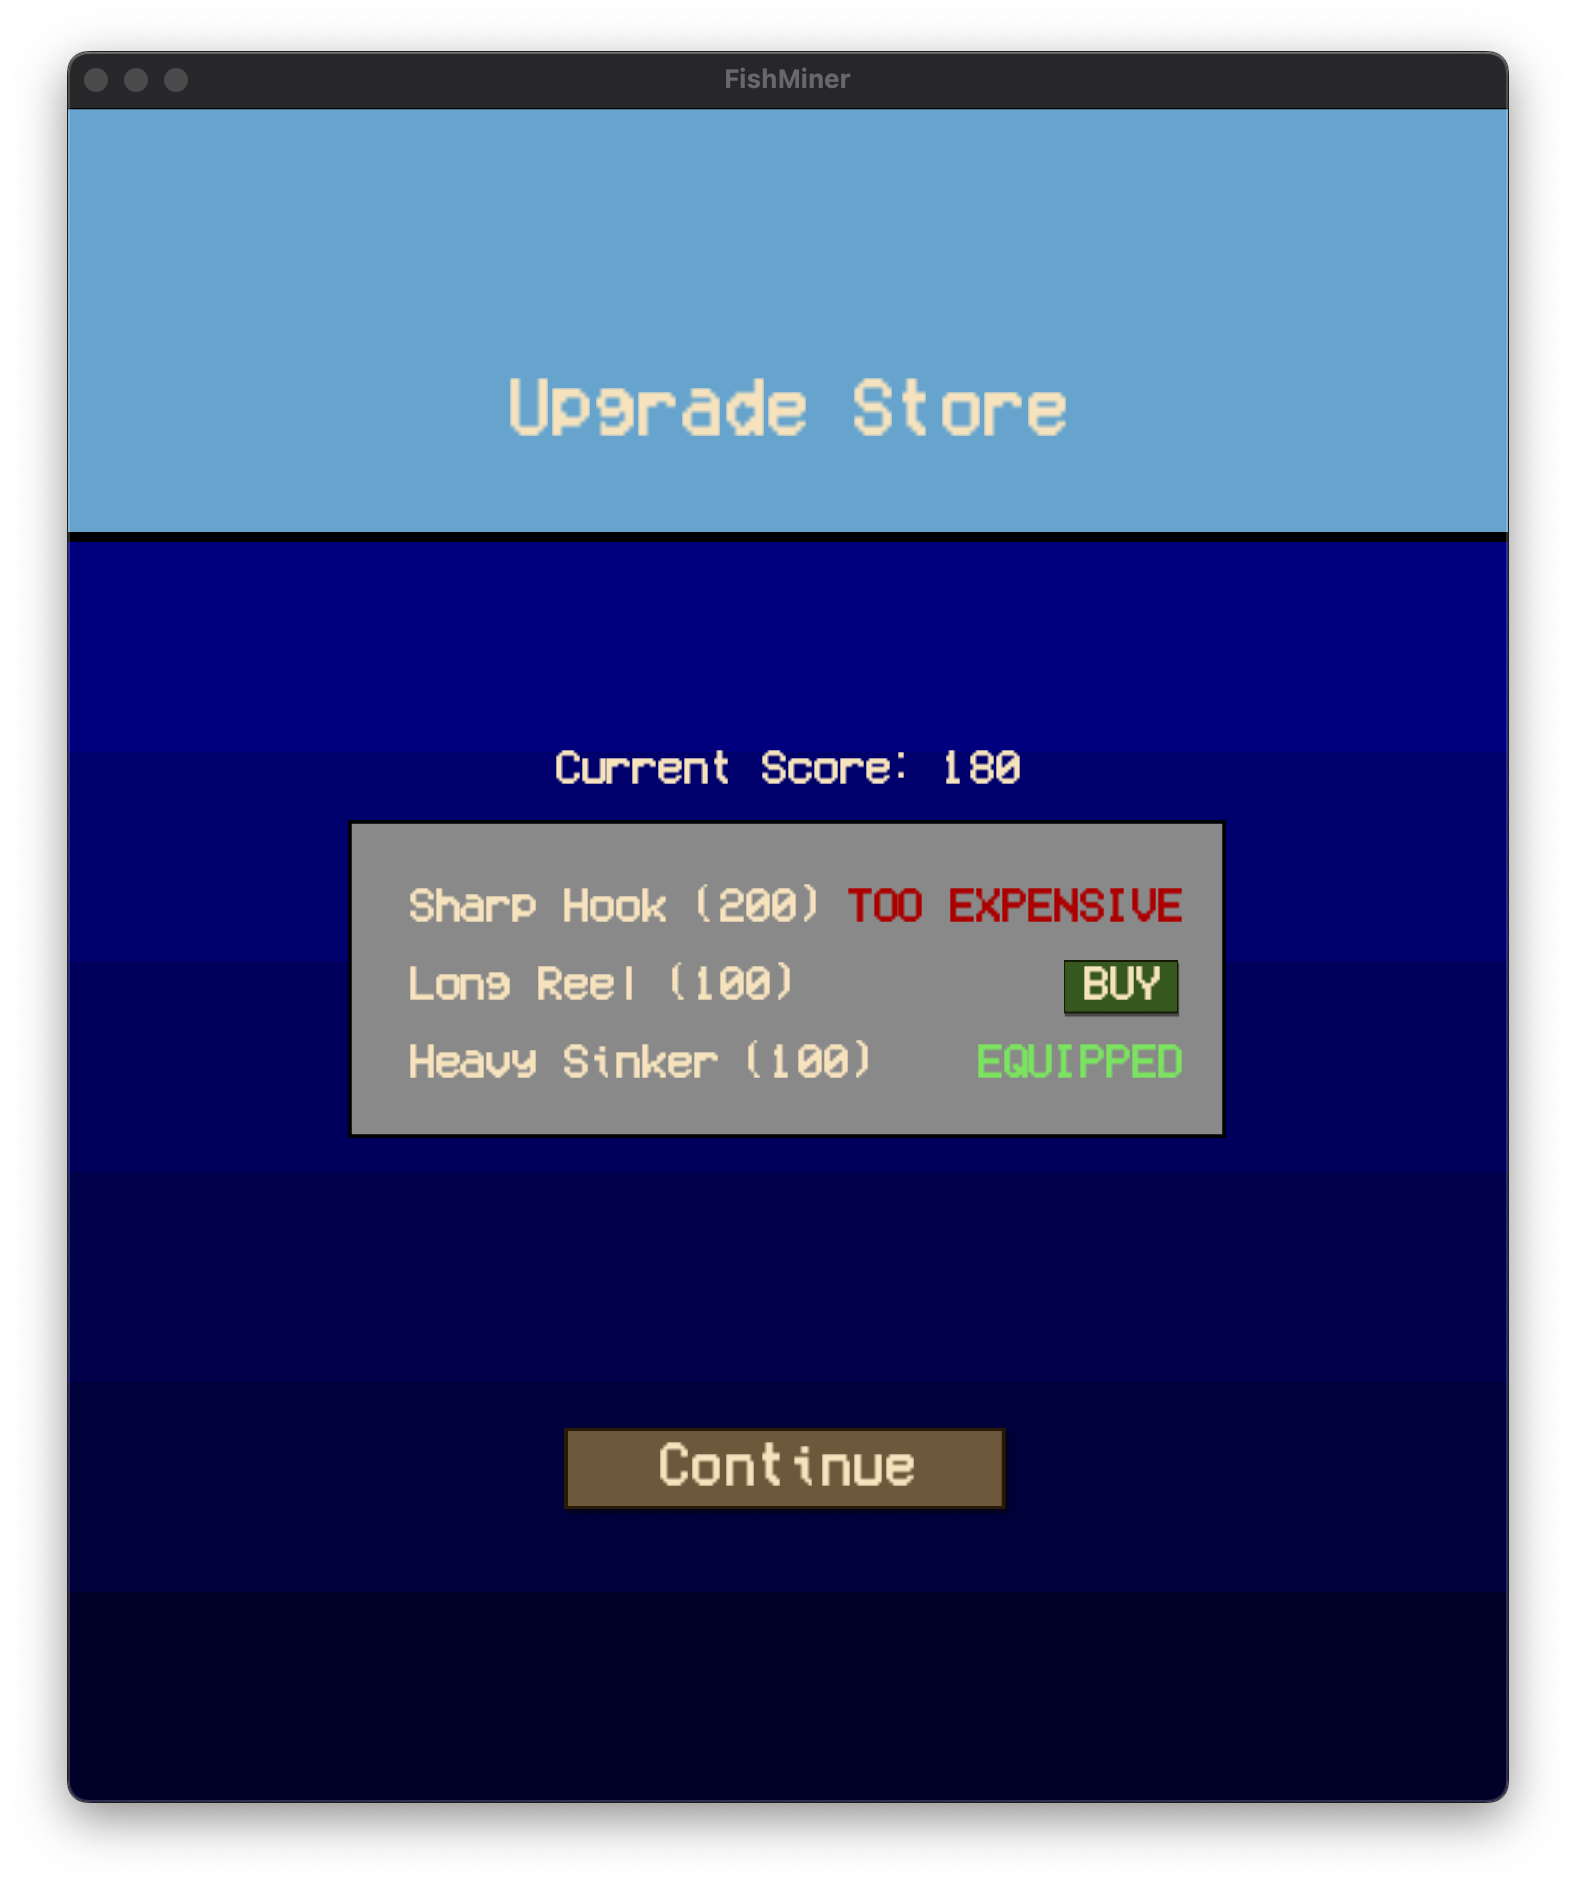 FishMiner
Upgrade Store
Current Score: 180
Sharp Hook (200) TOO EXPENSIVE
Long Reel (100) BUY
Heavy Sinker (100) EQUIPPED
Continue